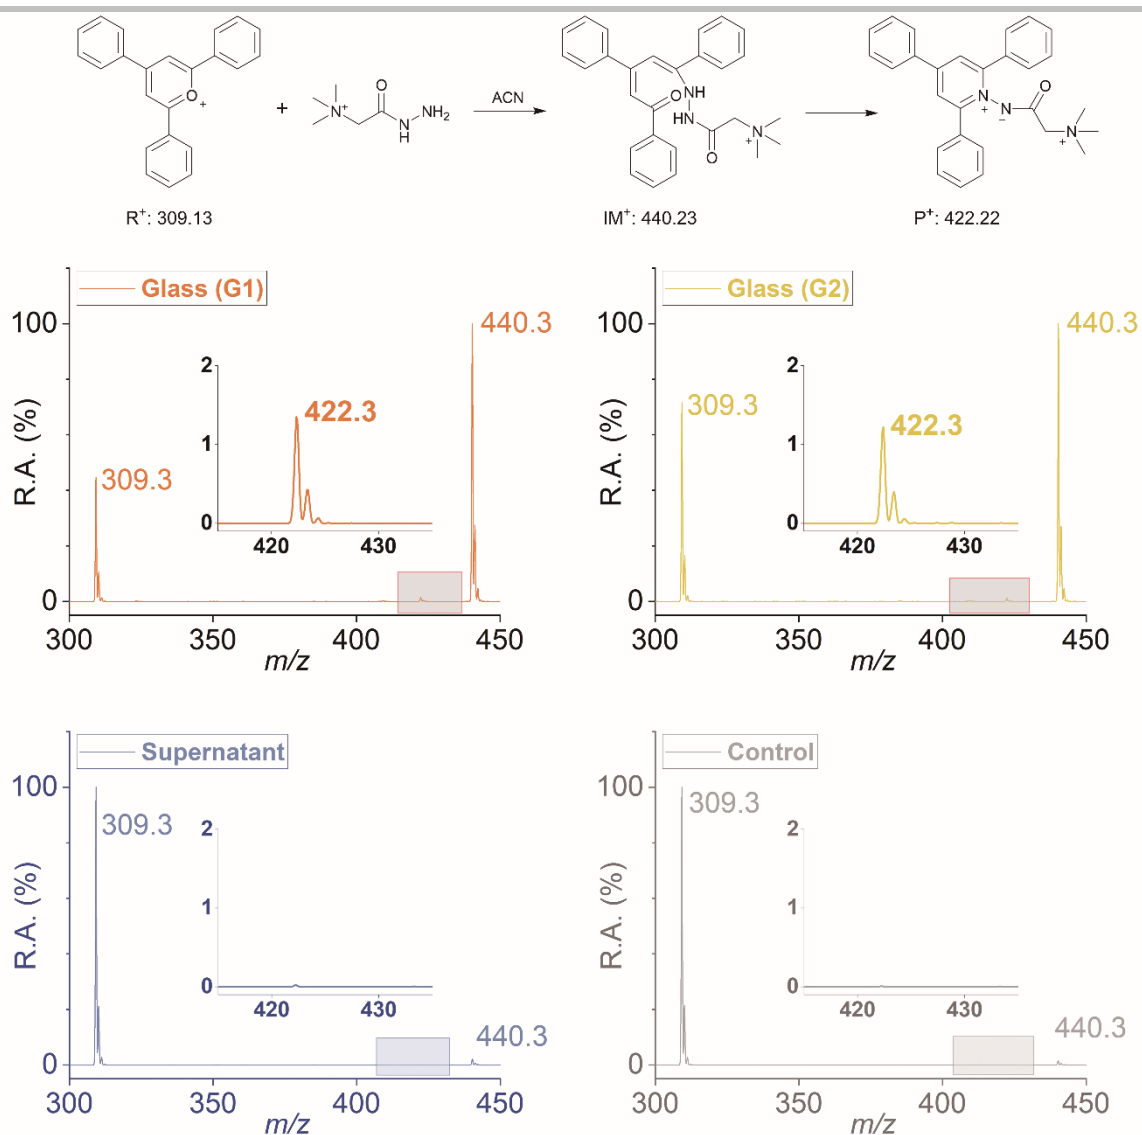 O
+
+
N
+
O
N
H
NH₂
ACN
O
NH
HN
O
N
+
N
+
N
−
O
N
+
R⁺: 309.13
IM⁺: 440.23
P⁺: 422.22
Glass (G1)
440.3
309.3
422.3
2
1
0
420
430
100
0
R.A. (%)
300
350
400
450
m/z
Glass (G2)
440.3
309.3
422.3
2
1
0
420
430
100
0
R.A. (%)
300
350
400
450
m/z
Supernatant
309.3
440.3
2
1
0
420
430
100
0
R.A. (%)
300
350
400
450
m/z
Control
309.3
440.3
2
1
0
420
430
100
0
R.A. (%)
300
350
400
450
m/z